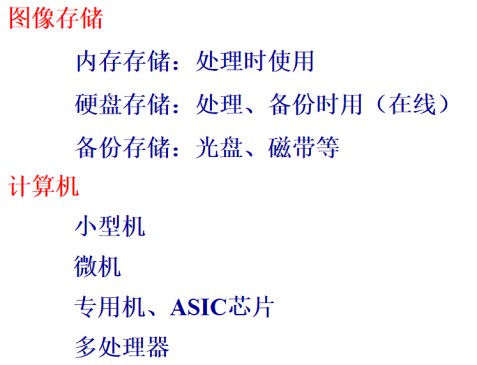 图像存储
内存存储：处理时使用
硬盘存储：处理、备份时用（在线）
备份存储：光盘、磁带等
计算机
小型机
微机
专用机、ASIC芯片
多处理器